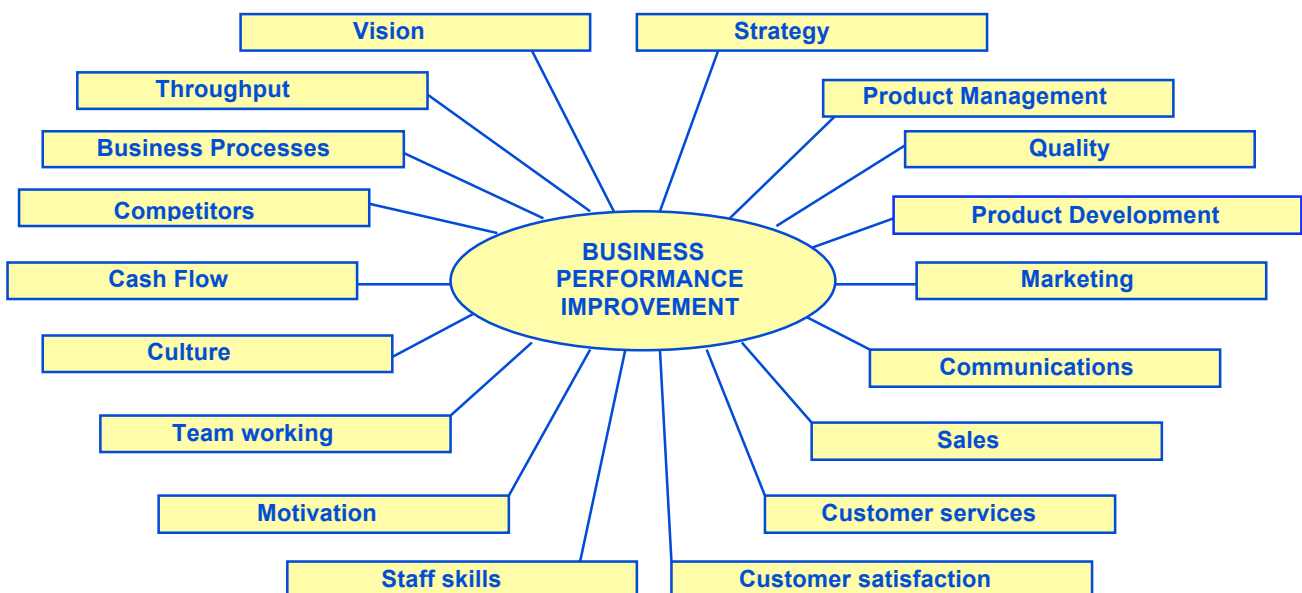 Vision
Strategy
Throughput
Product Management
Business Processes
Quality
Competitors
Product Development
BUSINESS
PERFORMANCE
IMPROVEMENT
Cash Flow
Marketing
Culture
Communications
Team working
Sales
Motivation
Customer services
Staff skills
Customer satisfaction